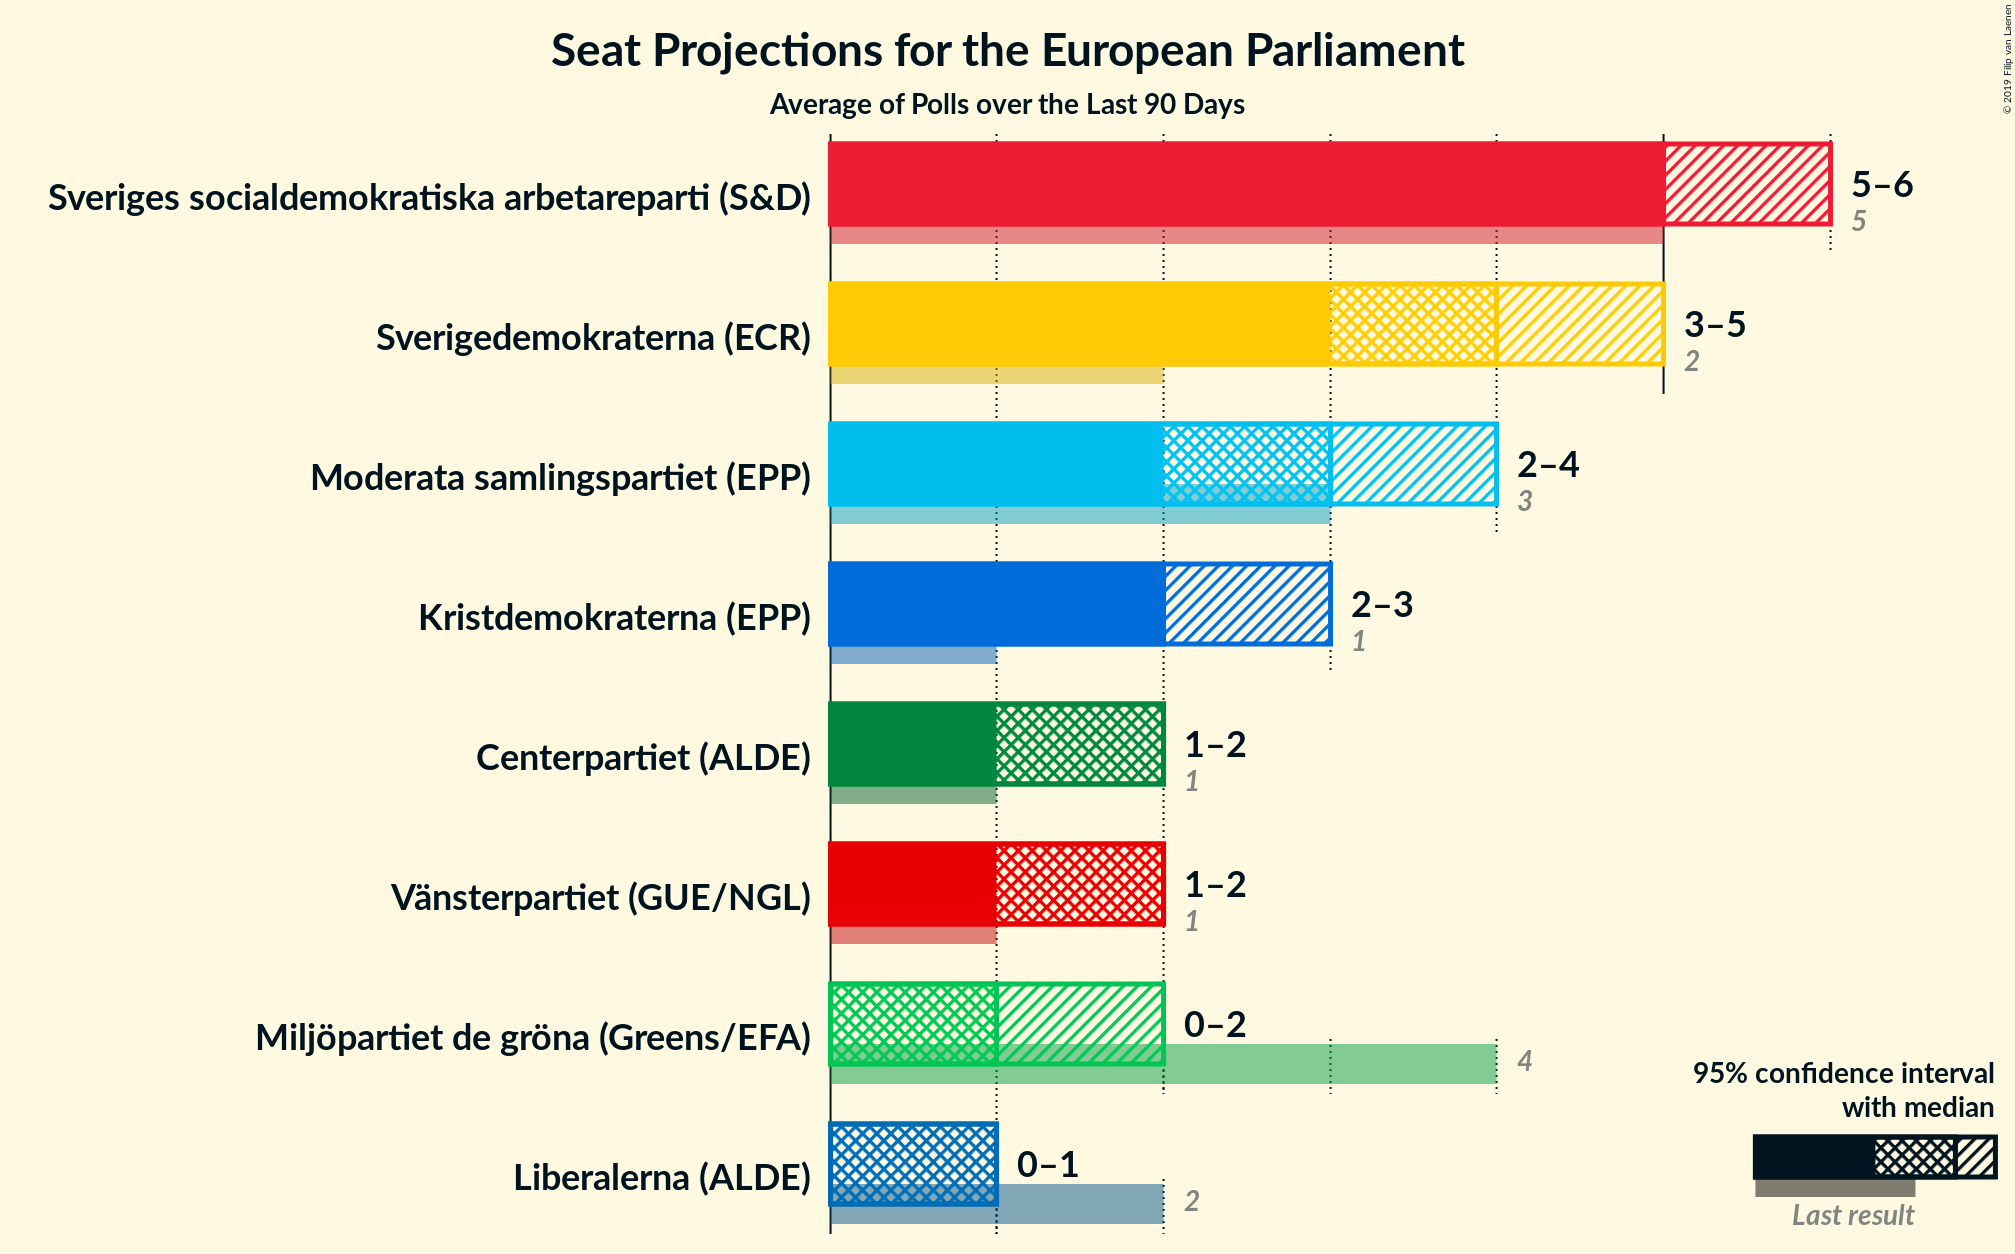 Seat Projections for the European Parliament
Average of Polls over the Last 90 Days
© 2019 Filip van Laenen
Sveriges socialdemokratiska arbetareparti (S&D)
5–6
5
Sverigedemokraterna (ECR)
3–5
2
Moderata samlingspartiet (EPP)
2–4
3
Kristdemokraterna (EPP)
2–3
1
Centerpartiet (ALDE)
1–2
1
Vänsterpartiet (GUE/NGL)
1–2
1
Miljöpartiet de gröna (Greens/EFA)
0–2
4
Liberalerna (ALDE)
0–1
2
95% confidence interval
with median
Last result